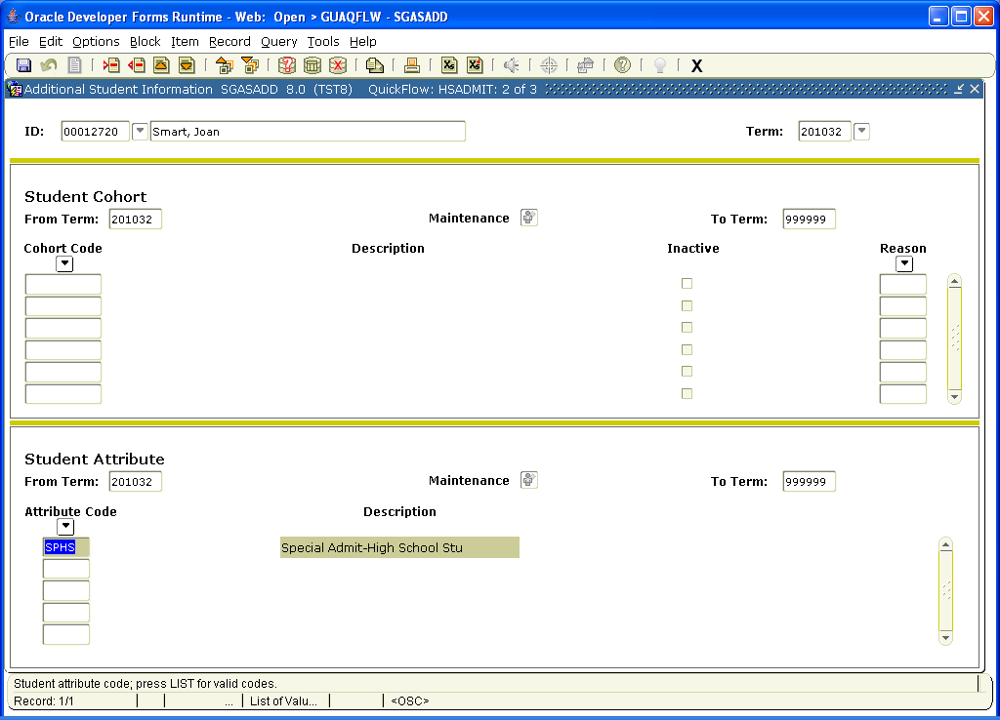 Oracle Developer Forms Runtime - Web: Open > GUAQFLW - SGASADD
File Edit Options Block Item Record Query Tools Help
X
Additional Student Information SGASADD 8.0 (TST8) QuickFlow: HSADMIT: 2 of 3
ID: 00012720 Smart, Joan Term: 201032
Student Cohort
From Term: 201032 Maintenance To Term: 999999
Cohort Code Description Inactive Reason
Student Attribute
From Term: 201032 Maintenance To Term: 999999
Attribute Code Description
SPHS Special Admit-High School Stu
Student attribute code; press LIST for valid codes.
Record: 1/1 ... List of Valu... <OSC>